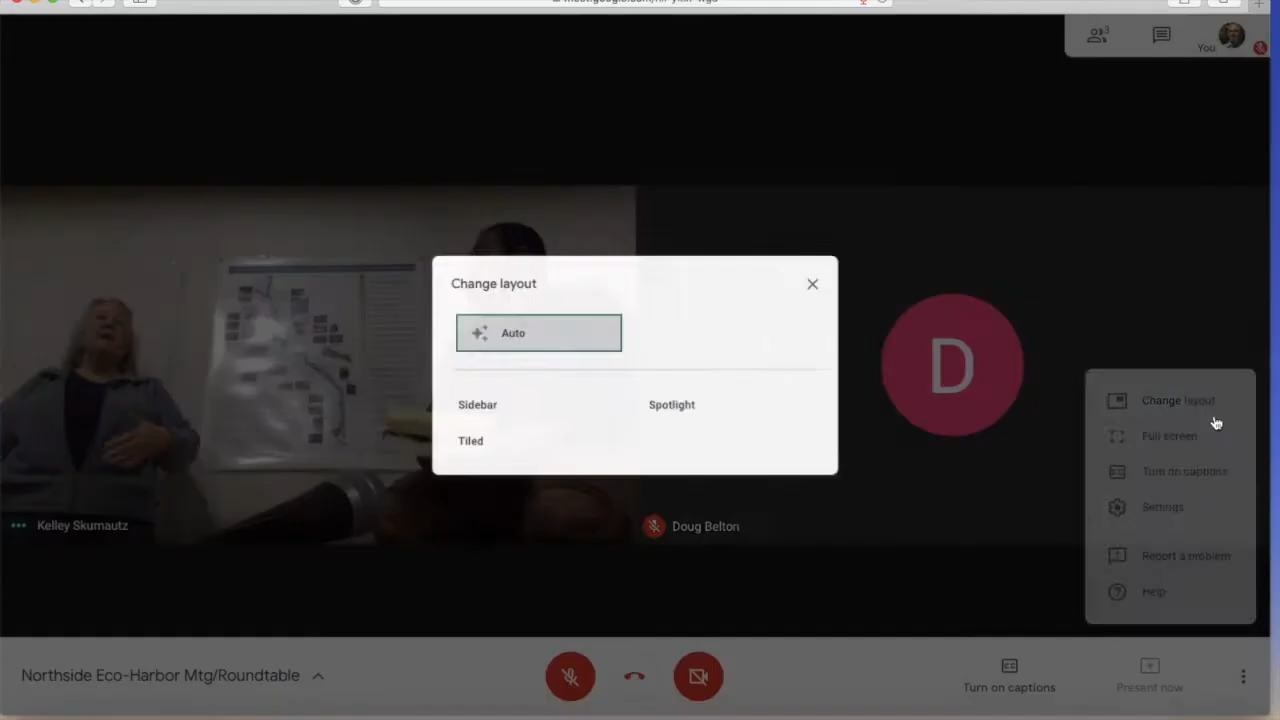 3
You
Change layout
Auto
Sidebar
Spotlight
Tiled
D
Change layout
Full screen
Turn on captions
Settings
Report a problem
Help
Kelley Skumautz
Doug Belton
Northside Eco-Harbor Mtg/Roundtable
Turn on captions
Present now